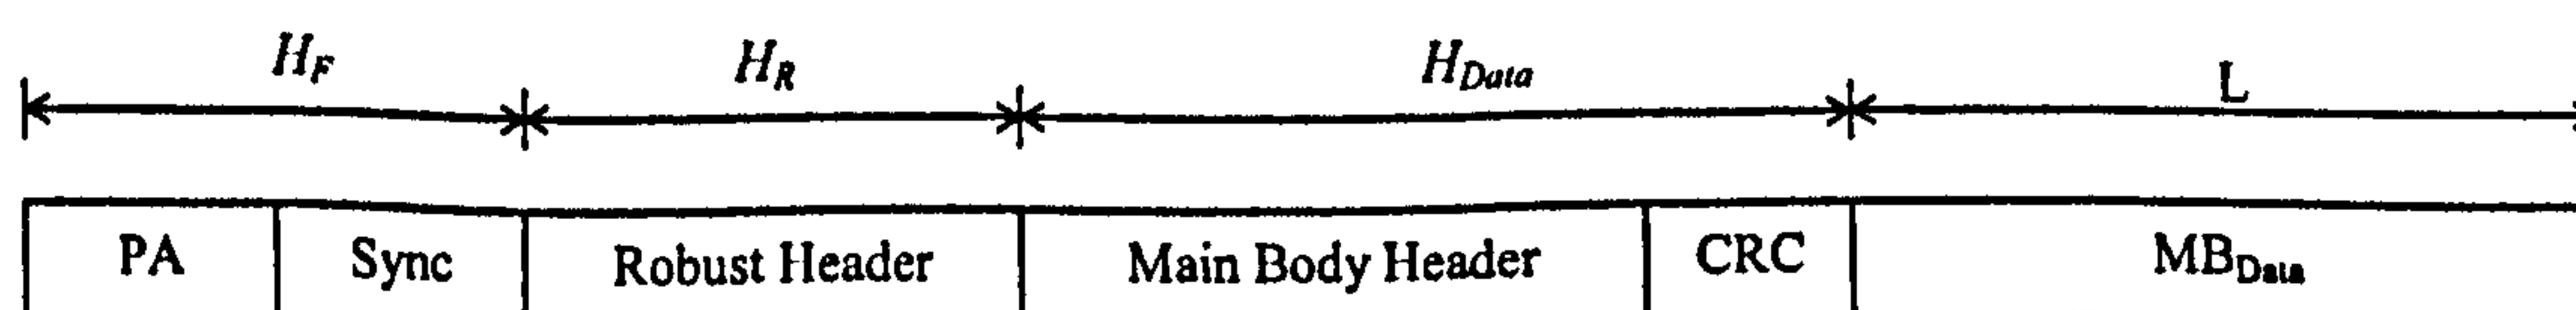 H_F H_R H_Data L
PA Sync Robust Header Main Body Header CRC MB_Data